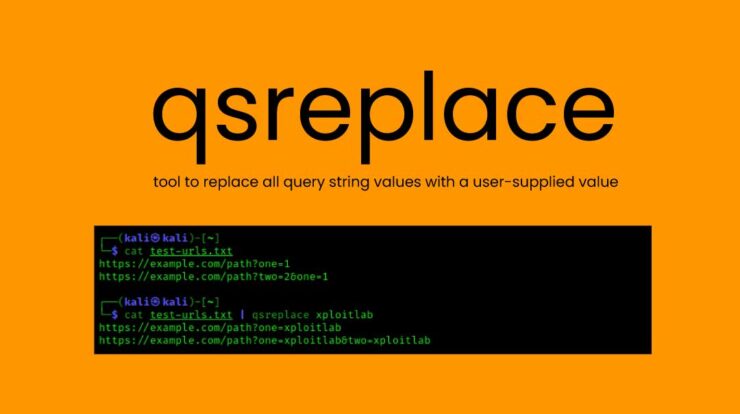 qsreplace
tool to replace all query string values with a user-supplied value
┌──(kali㉿kali)-[~]
└─$ cat test-urls.txt
https://example.com/path?one=1
https://example.com/path?two=2&one=1
┌──(kali㉿kali)-[~]
└─$ cat test-urls.txt | qsreplace xploitlab
https://example.com/path?one=xploitlab
https://example.com/path?one=xploitlab&two=xploitlab